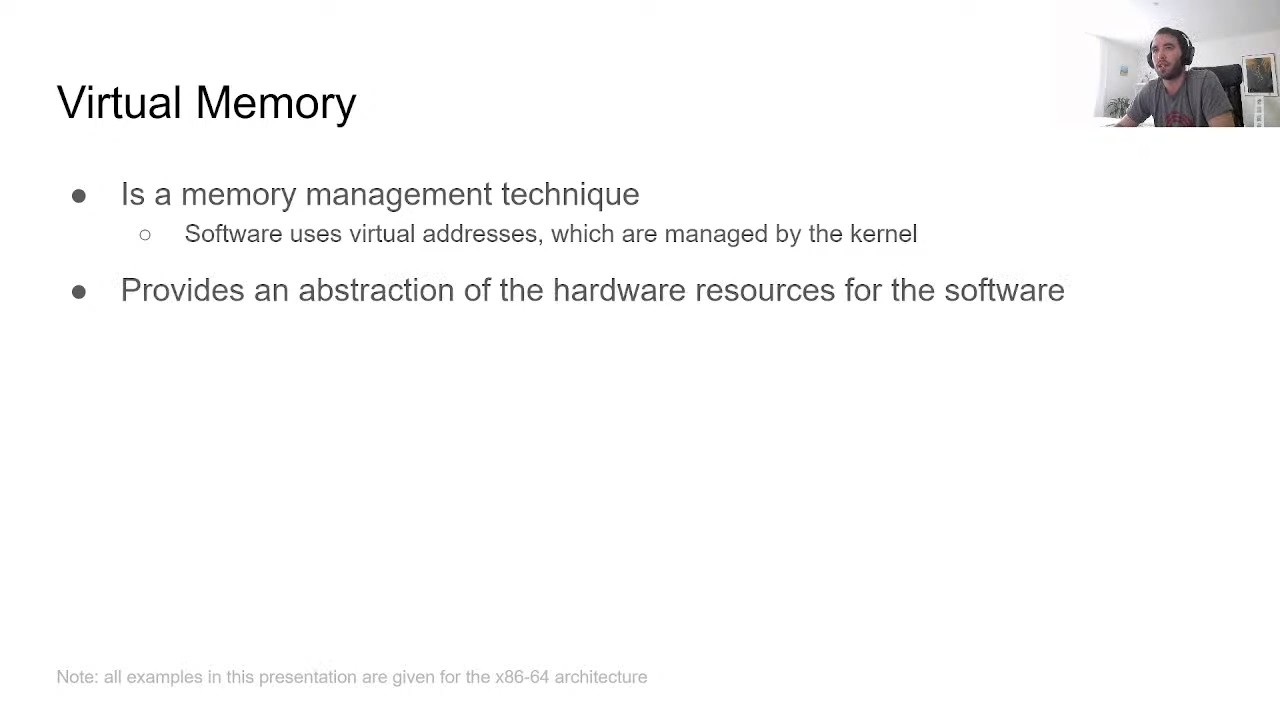 Virtual Memory
● Is a memory management technique
○ Software uses virtual addresses, which are managed by the kernel
● Provides an abstraction of the hardware resources for the software
Note: all examples in this presentation are given for the x86-64 architecture